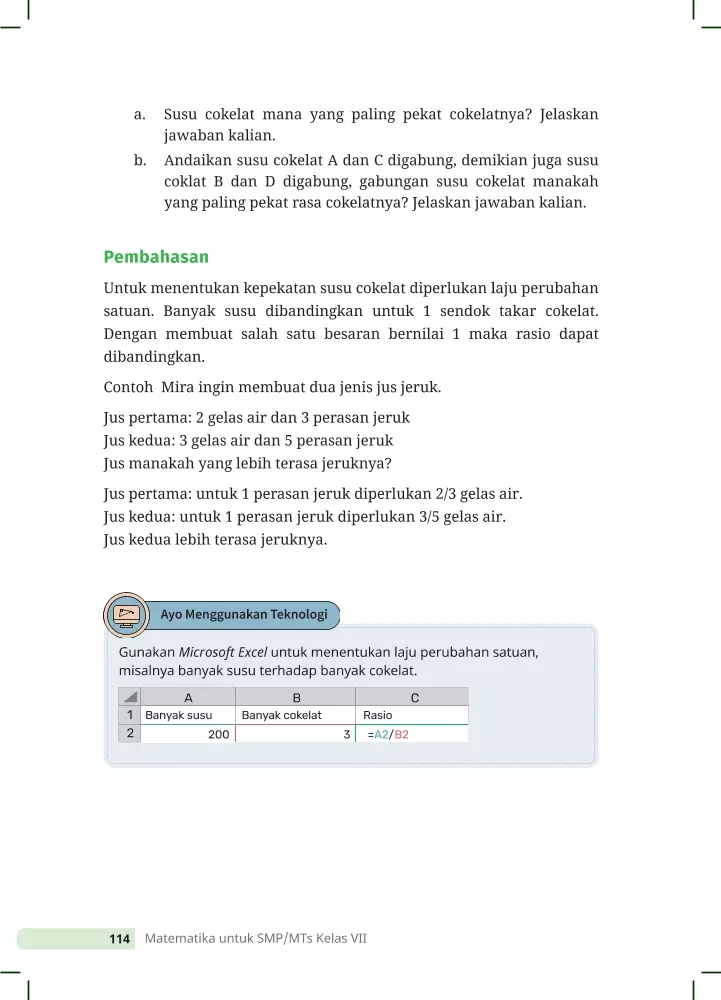 a. Susu cokelat mana yang paling pekat cokelatnya? Jelaskan
jawaban kalian.
b. Andaikan susu cokelat A dan C digabung, demikian juga susu
coklat B dan D digabung, gabungan susu cokelat manakah
yang paling pekat rasa cokelatnya? Jelaskan jawaban kalian.
Pembahasan
Untuk menentukan kepekatan susu cokelat diperlukan laju perubahan
satuan. Banyak susu dibandingkan untuk 1 sendok takar cokelat.
Dengan membuat salah satu besaran bernilai 1 maka rasio dapat
dibandingkan.
Contoh Mira ingin membuat dua jenis jus jeruk.
Jus pertama: 2 gelas air dan 3 perasan jeruk
Jus kedua: 3 gelas air dan 5 perasan jeruk
Jus manakah yang lebih terasa jeruknya?
Jus pertama: untuk 1 perasan jeruk diperlukan 2/3 gelas air.
Jus kedua: untuk 1 perasan jeruk diperlukan 3/5 gelas air.
Jus kedua lebih terasa jeruknya.
Ayo Menggunakan Teknologi
Gunakan Microsoft Excel untuk menentukan laju perubahan satuan,
misalnya banyak susu terhadap banyak cokelat.
A B C
1 Banyak susu Banyak cokelat Rasio
2 200 3 =A2/B2
114 Matematika untuk SMP/MTs Kelas VII